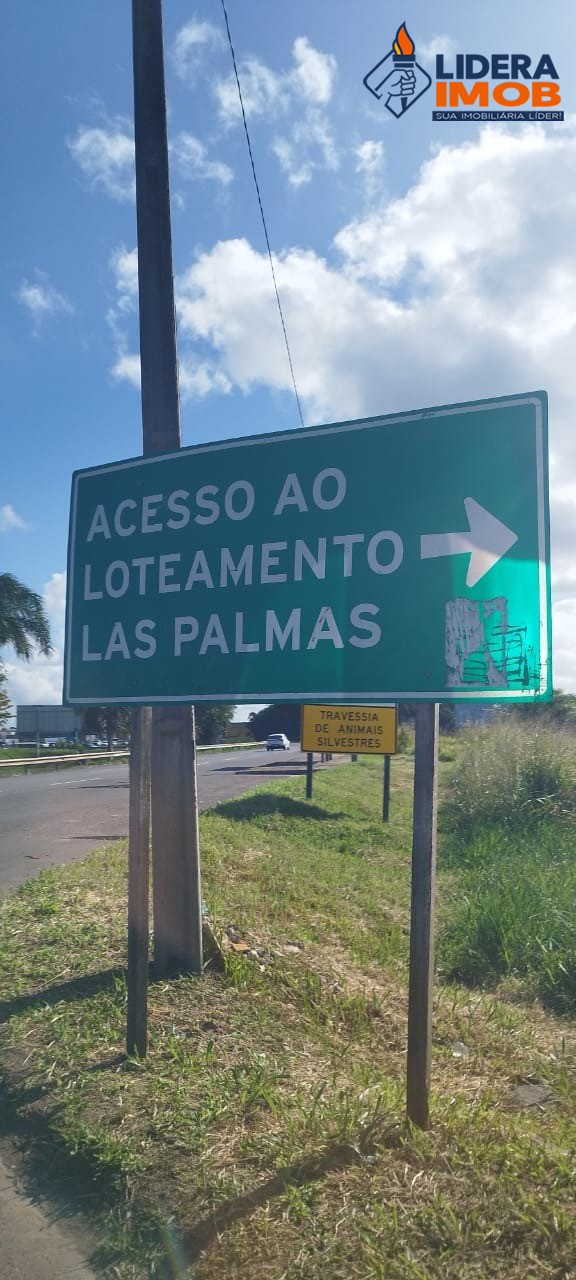 LIDERA
IMOB
SUA IMOBILIÁRIA LÍDER!
ACESSO AO
LOTEAMENTO
LAS PALMAS
TRAVESSIA
DE ANIMAIS
SILVESTRES